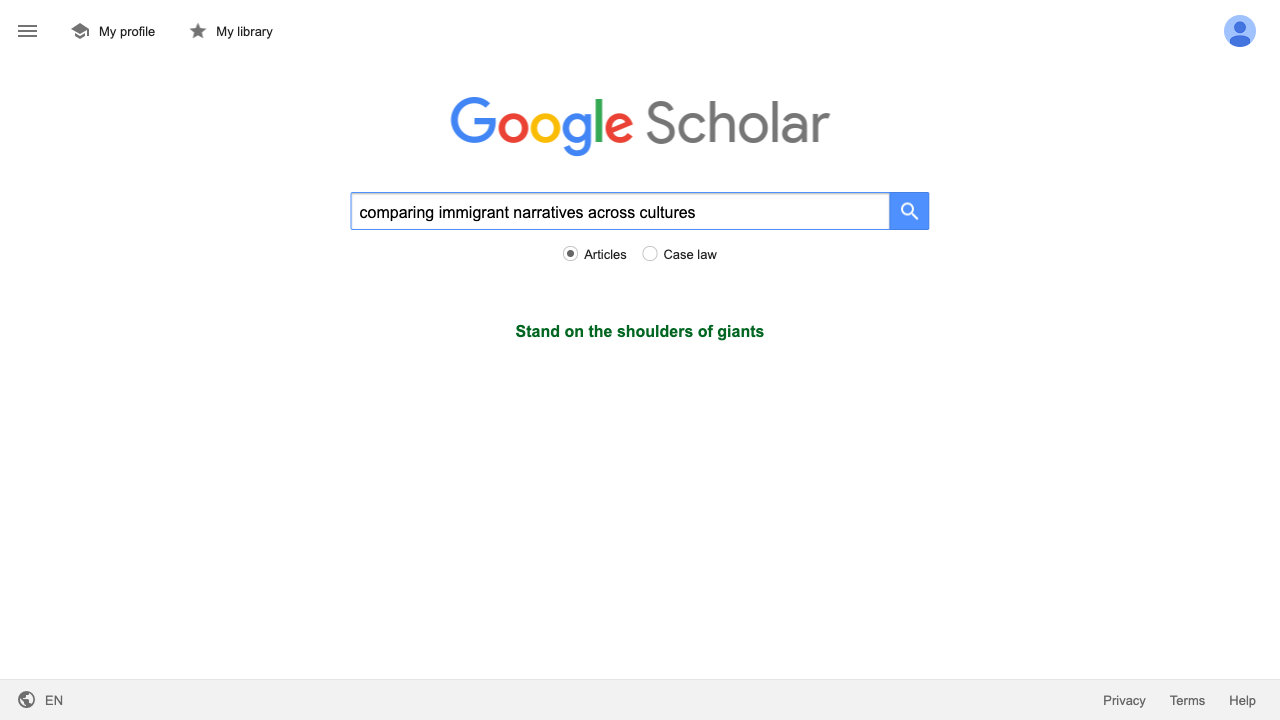 My profile
My library
Google Scholar
comparing immigrant narratives across cultures
Articles
Case law
Stand on the shoulders of giants
EN
Privacy
Terms
Help